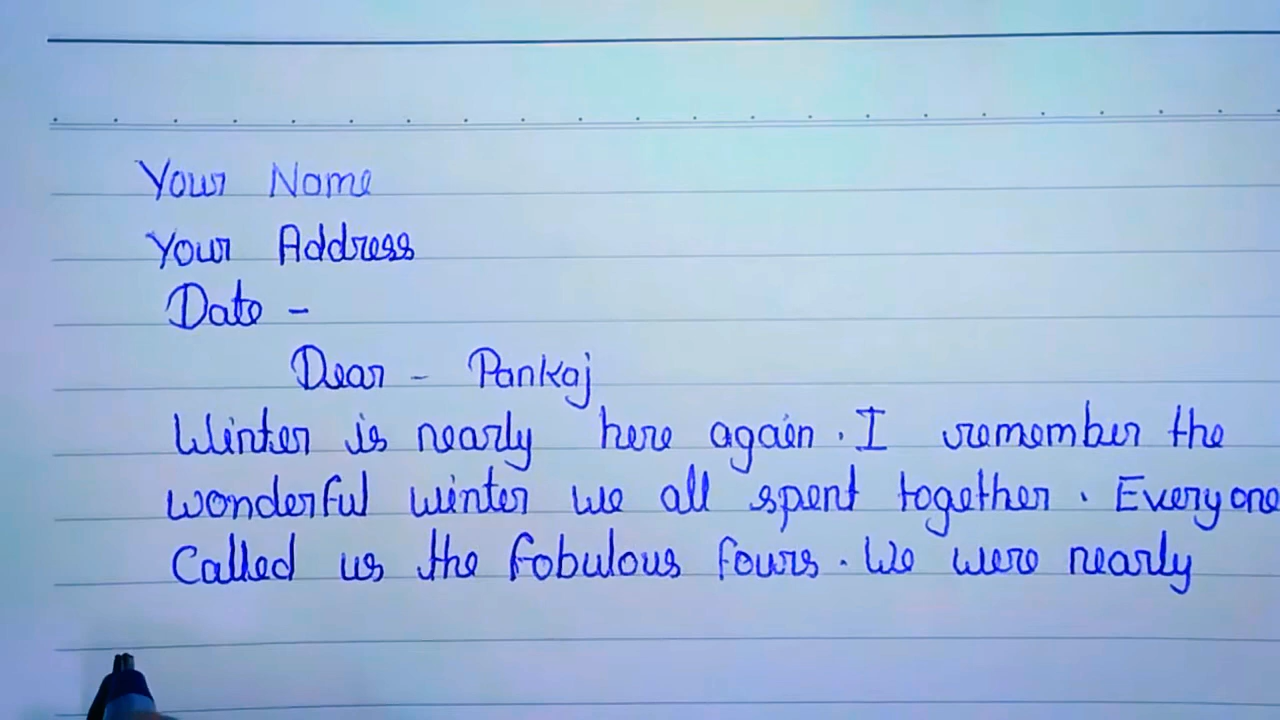 Your Name
Your Address
Date -
Dear - Pankaj
Winter is nearly here again. I remember the
wonderful winter we all spent together. Everyone
Called us the fobulous fours. We were nearly